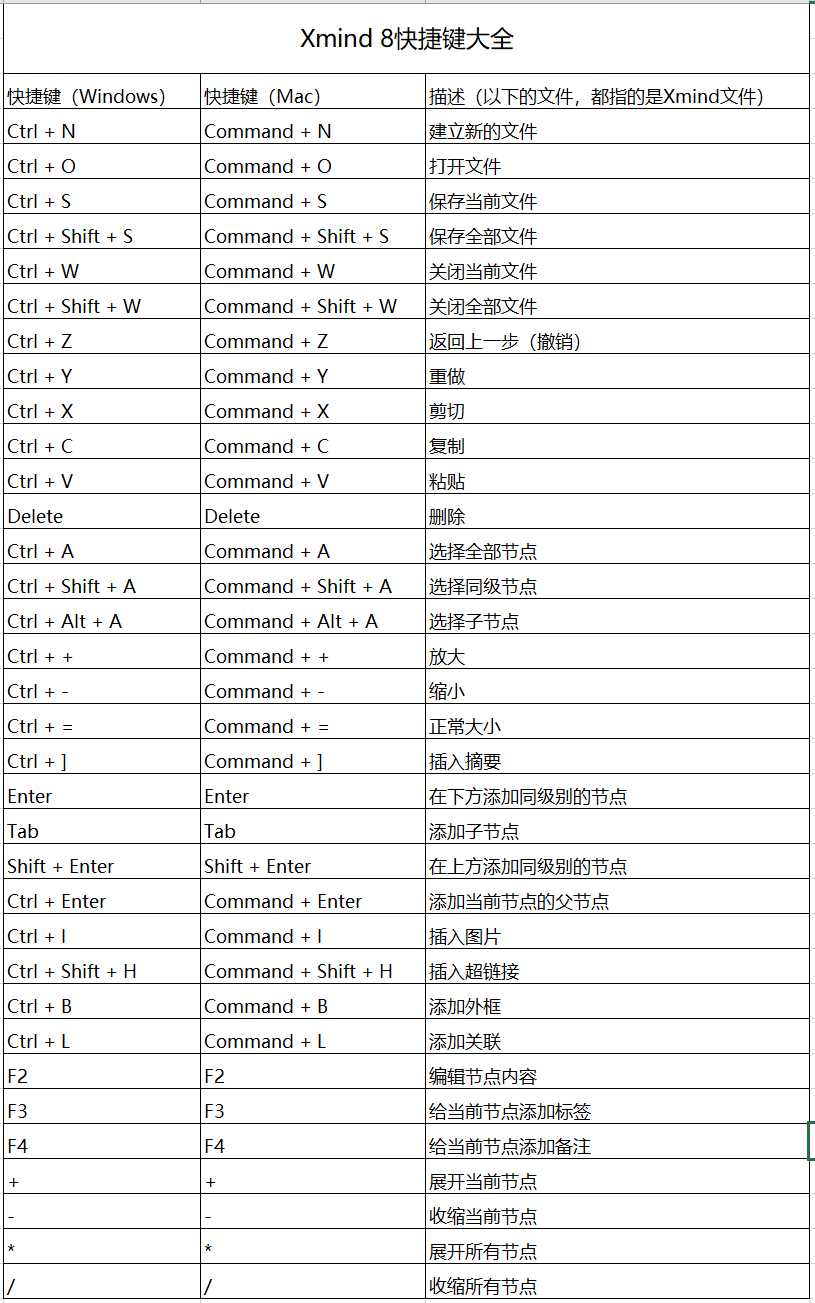 Xmind 8快捷键大全
快捷键（Windows） 快捷键（Mac） 描述（以下的文件，都指的是Xmind文件）
Ctrl + N Command + N 建立新的文件
Ctrl + O Command + O 打开文件
Ctrl + S Command + S 保存当前文件
Ctrl + Shift + S Command + Shift + S 保存全部文件
Ctrl + W Command + W 关闭当前文件
Ctrl + Shift + W Command + Shift + W 关闭全部文件
Ctrl + Z Command + Z 返回上一步（撤销）
Ctrl + Y Command + Y 重做
Ctrl + X Command + X 剪切
Ctrl + C Command + C 复制
Ctrl + V Command + V 粘贴
Delete Delete 删除
Ctrl + A Command + A 选择全部节点
Ctrl + Shift + A Command + Shift + A 选择同级节点
Ctrl + Alt + A Command + Alt + A 选择子节点
Ctrl + + Command + + 放大
Ctrl + - Command + - 缩小
Ctrl + = Command + = 正常大小
Ctrl + ] Command + ] 插入摘要
Enter Enter 在下方添加同级别的节点
Tab Tab 添加子节点
Shift + Enter Shift + Enter 在上方添加同级别的节点
Ctrl + Enter Command + Enter 添加当前节点的父节点
Ctrl + I Command + I 插入图片
Ctrl + Shift + H Command + Shift + H 插入超链接
Ctrl + B Command + B 添加外框
Ctrl + L Command + L 添加关联
F2 F2 编辑节点内容
F3 F3 给当前节点添加标签
F4 F4 给当前节点添加备注
+ + 展开当前节点
- - 收缩当前节点
* * 展开所有节点
/ / 收缩所有节点